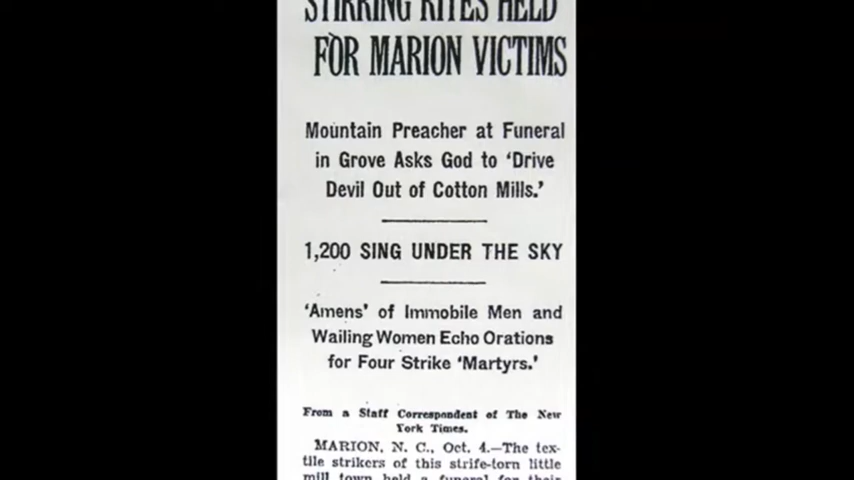 STIRRING RITES HELD
FOR MARION VICTIMS
Mountain Preacher at Funeral
in Grove Asks God to 'Drive
Devil Out of Cotton Mills.'
1,200 SING UNDER THE SKY
'Amens' of Immobile Men and
Wailing Women Echo Orations
for Four Strike 'Martyrs.'
From a Staff Correspondent of The New
York Times.
MARION, N. C., Oct. 4.—The tex-
tile strikers of this strife-torn little
mill town held a funeral for their